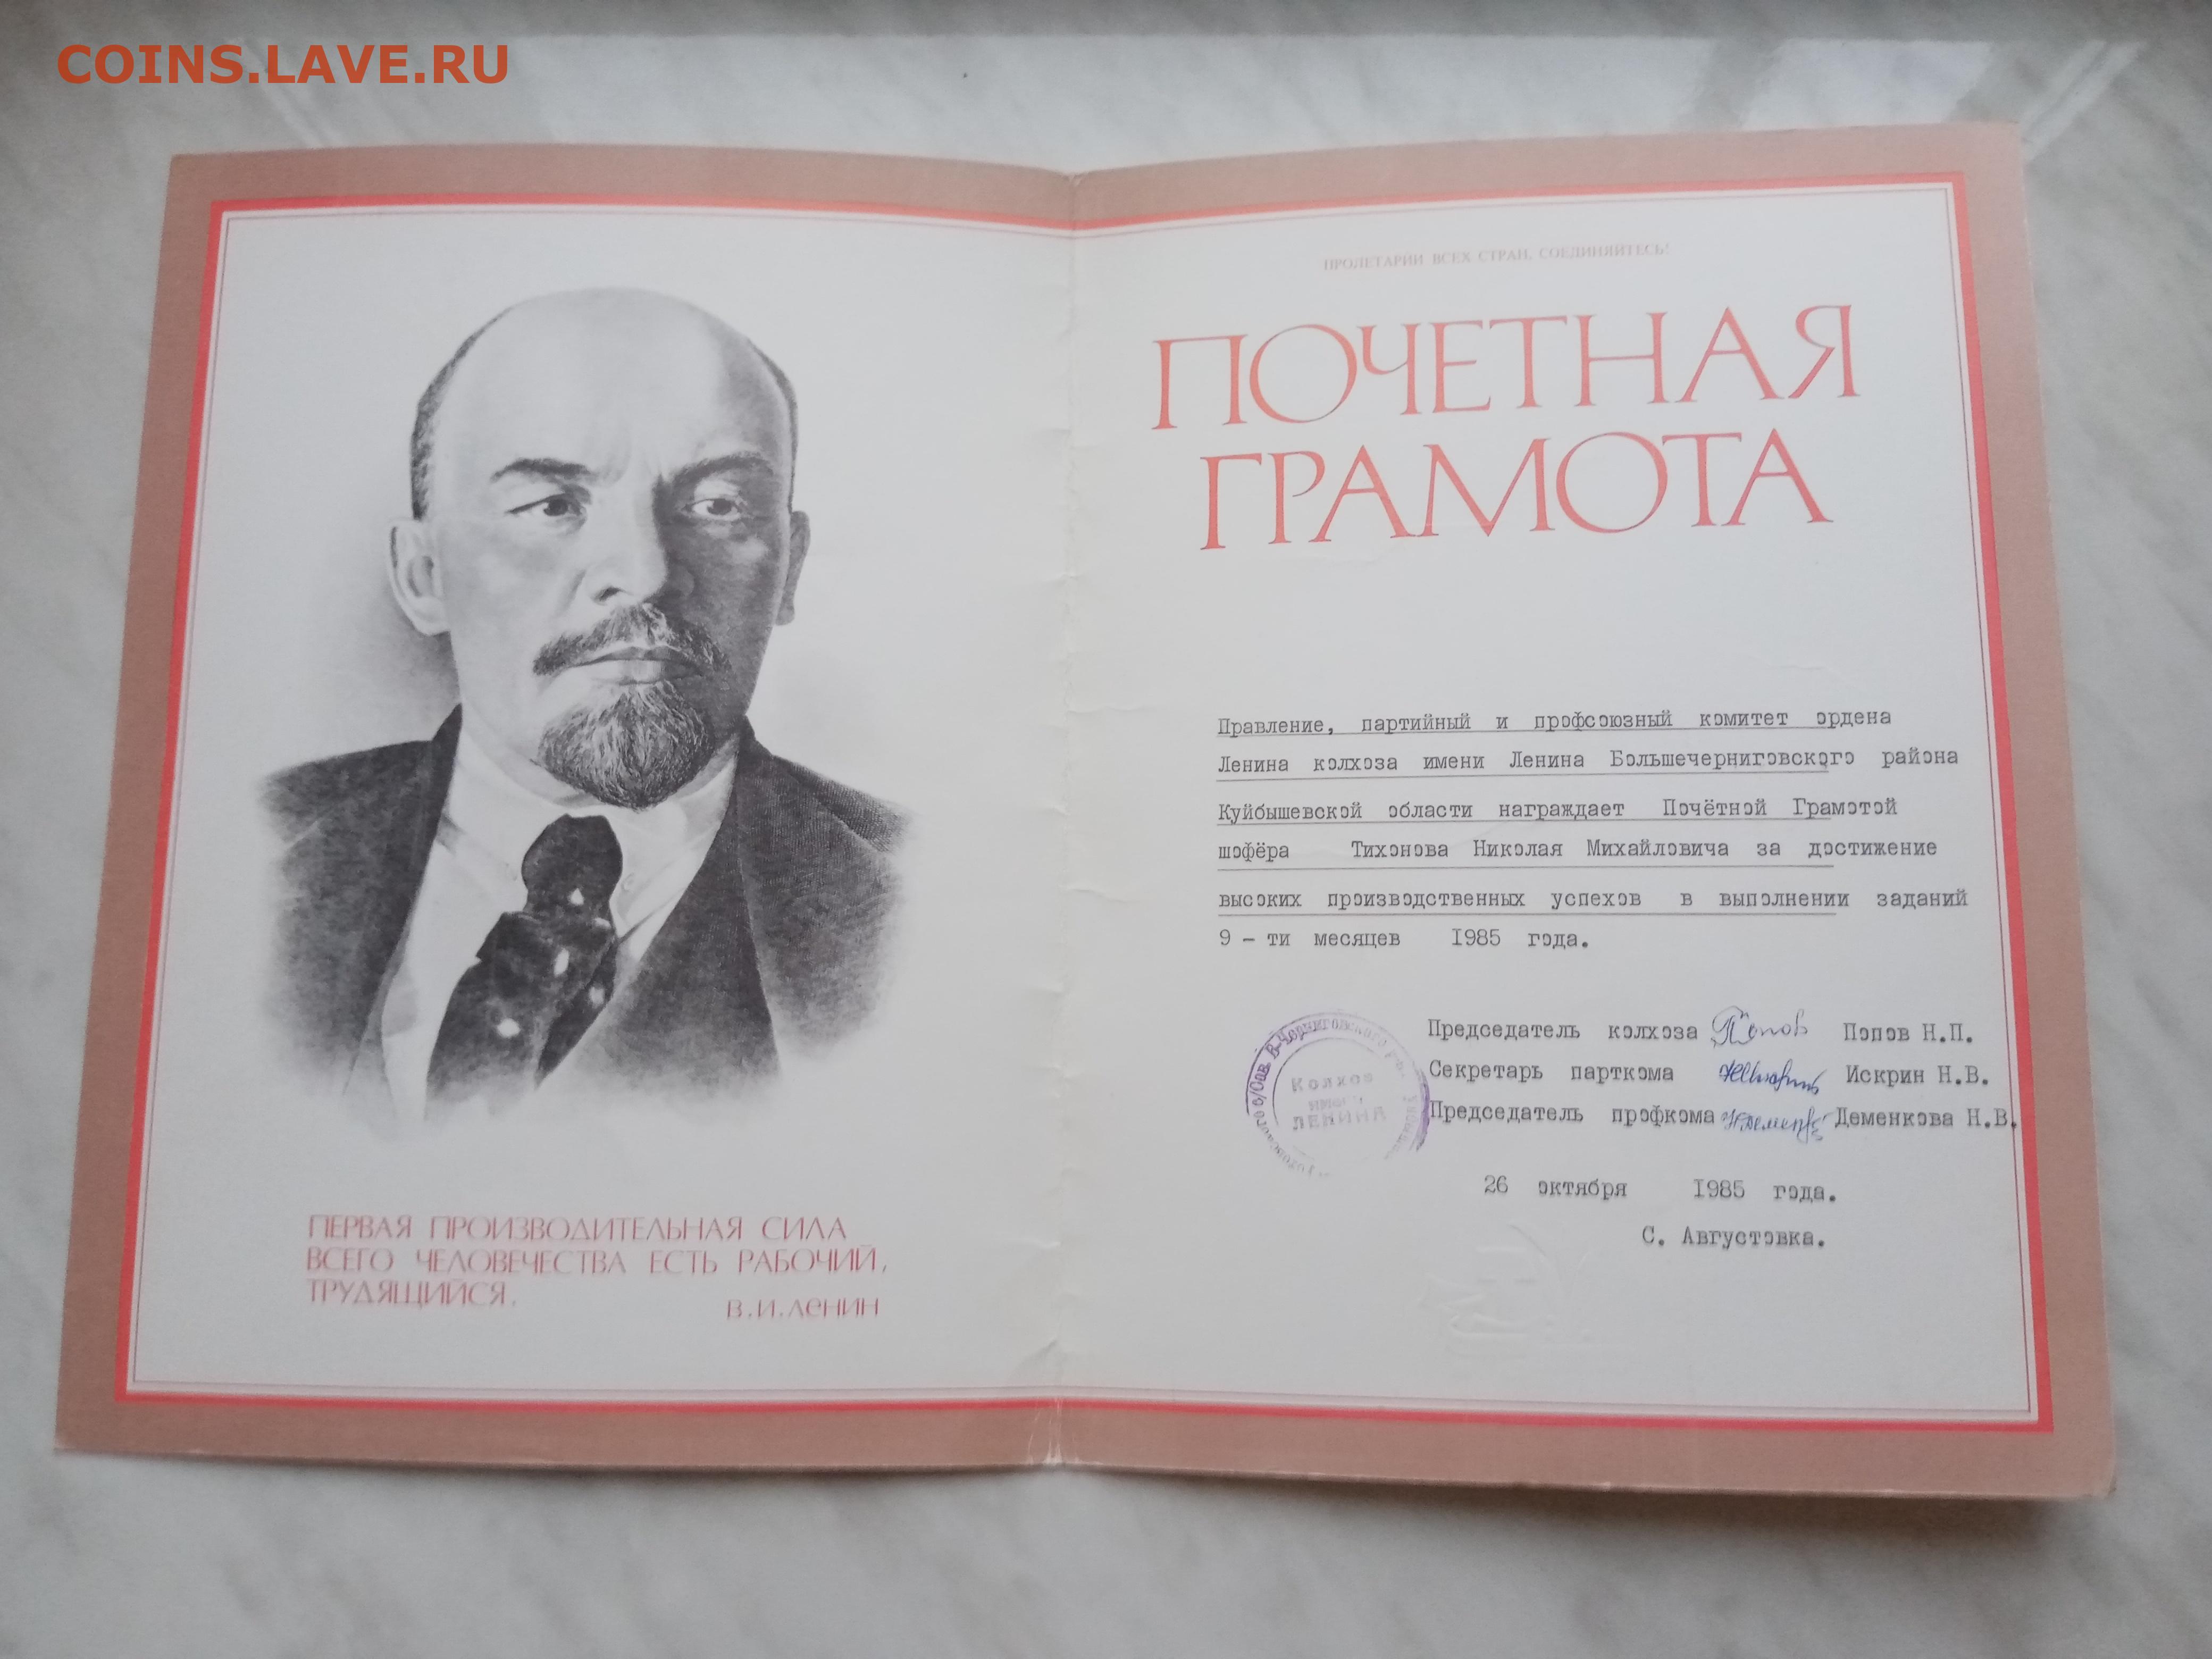 COINS.LAVE.RU
ПЕРВАЯ ПРОИЗВОДИТЕЛЬНАЯ СИЛА
ВСЕГО ЧЕЛОВЕЧЕСТВА ЕСТЬ РАБОЧИЙ,
ТРУДЯЩИЙСЯ.
В.И.ЛЕНИН
ПРОЛЕТАРИИ ВСЕХ СТРАН, СОЕДИНЯЙТЕСЬ!
ПОЧЕТНАЯ
ГРАМОТА
Правление, партийный и профсоюзный комитет ордена
Ленина колхоза имени Ленина Большечерниговского района
Куйбышевской области награждает Почётной Грамотой
шофёра Тихонова Николая Михайловича за достижение
высоких производственных успехов в выполнении заданий
9 - ти месяцев 1985 года.
Председатель колхоза Попов Попов Н.П.
Секретарь парткома Искрин Н.В.
Председатель профкома Деменкова Н.В.
Колхоз
ЛЕНИНА
26 октября 1985 года.
С. Августовка.